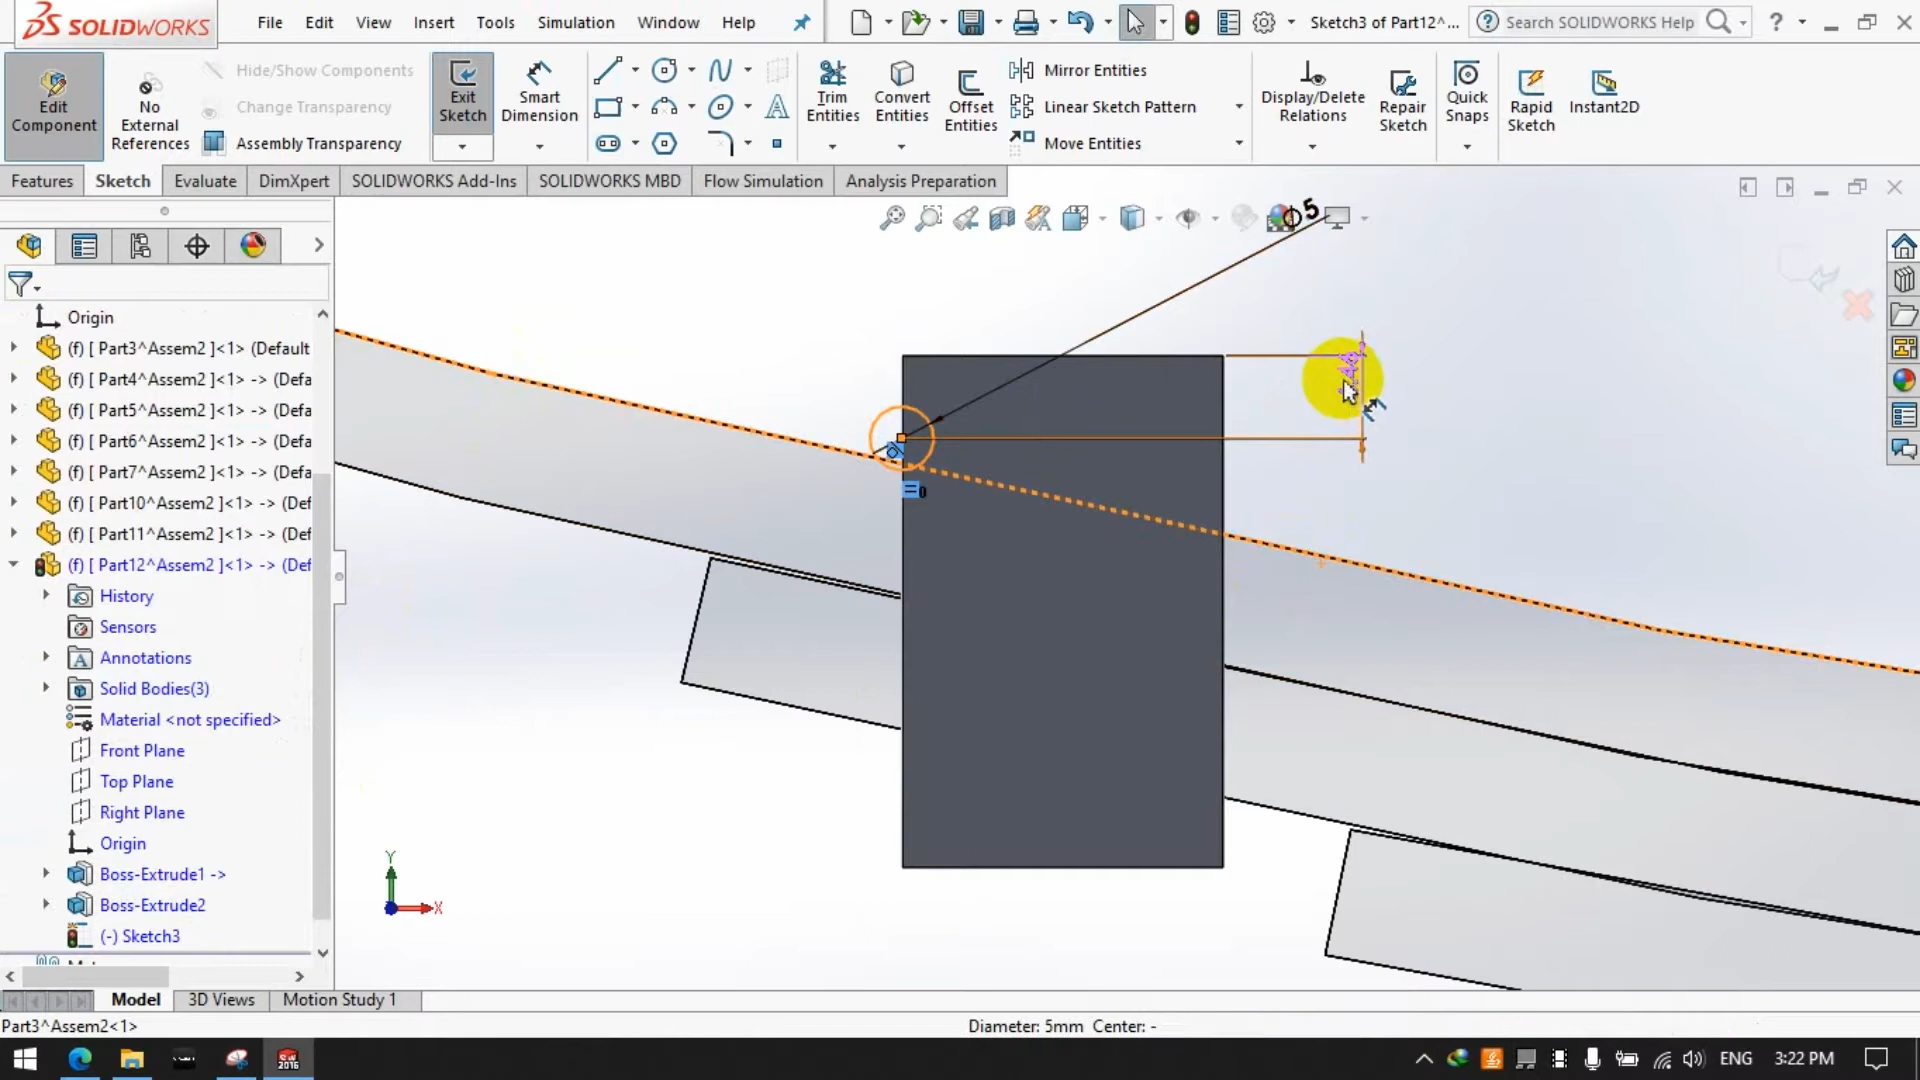 SOLIDWORKS
File Edit View Insert Tools Simulation Window Help
Sketch3 of Part12^...
Search SOLIDWORKS Help
Edit Component
No External References
Hide/Show Components
Change Transparency
Assembly Transparency
Exit Sketch
Smart Dimension
Trim Entities
Convert Entities
Offset Entities
Mirror Entities
Linear Sketch Pattern
Move Entities
Display/Delete Relations
Repair Sketch
Quick Snaps
Rapid Sketch
Instant2D
Features Sketch Evaluate DimXpert SOLIDWORKS Add-Ins SOLIDWORKS MBD Flow Simulation Analysis Preparation
5
Origin
(f) [ Part3^Assem2 ]<1> (Default
(f) [ Part4^Assem2 ]<1> -> (Defa
(f) [ Part5^Assem2 ]<1> -> (Defa
(f) [ Part6^Assem2 ]<1> -> (Defa
(f) [ Part7^Assem2 ]<1> -> (Defa
(f) [ Part10^Assem2 ]<1> -> (Def
(f) [ Part11^Assem2 ]<1> -> (Def
(f) [ Part12^Assem2 ]<1> -> (Def
History
Sensors
Annotations
Solid Bodies(3)
Material <not specified>
Front Plane
Top Plane
Right Plane
Origin
Boss-Extrude1 ->
Boss-Extrude2
(-) Sketch3
0
Y
X
Model 3D Views Motion Study 1
Part3^Assem2<1>
Diameter: 5mm Center: -
2016
ENG 3:22 PM